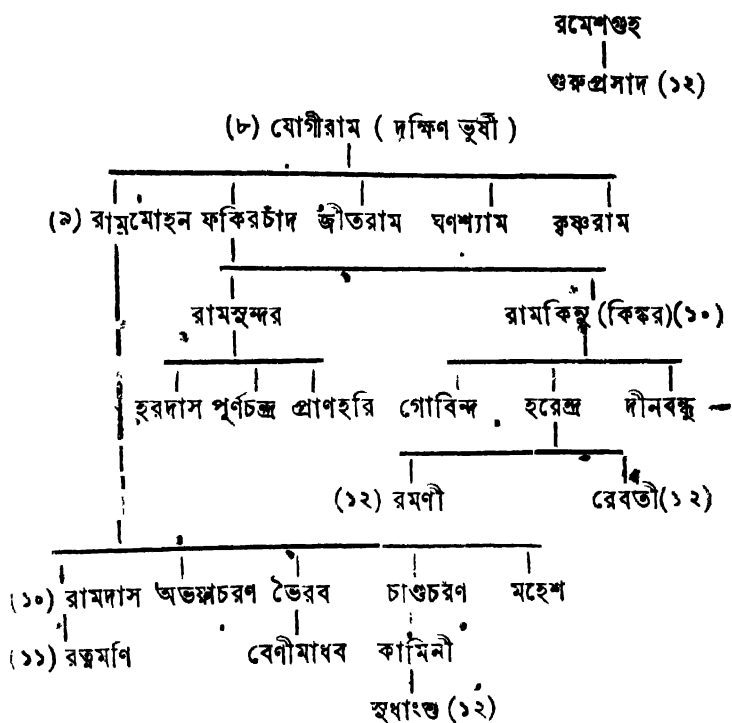 রমেশগুহ
গুরুপ্রসাদ (১২)
(৮) যোগীরাম ( দক্ষিণ ভূর্ষী )
(৯) রামমোহন ফকিরচাঁদ জীতরাম ঘণশ্যাম কৃষ্ণরাম
রামসুন্দর রামকিন্নু (কিঙ্কর)(১০)
হরদাস পূর্ণচন্দ্র প্রাণহরি গোবিন্দ হরেন্দ্র দীনবন্ধু —
(১২) রমণী রেবতী(১২)
(১০) রামদাস অভয়াচরণ ভৈরব চাণ্ডচরণ মহেশ
(১১) রত্নমণি বেণীমাধব কামিনী
সুধাংশু (১২)